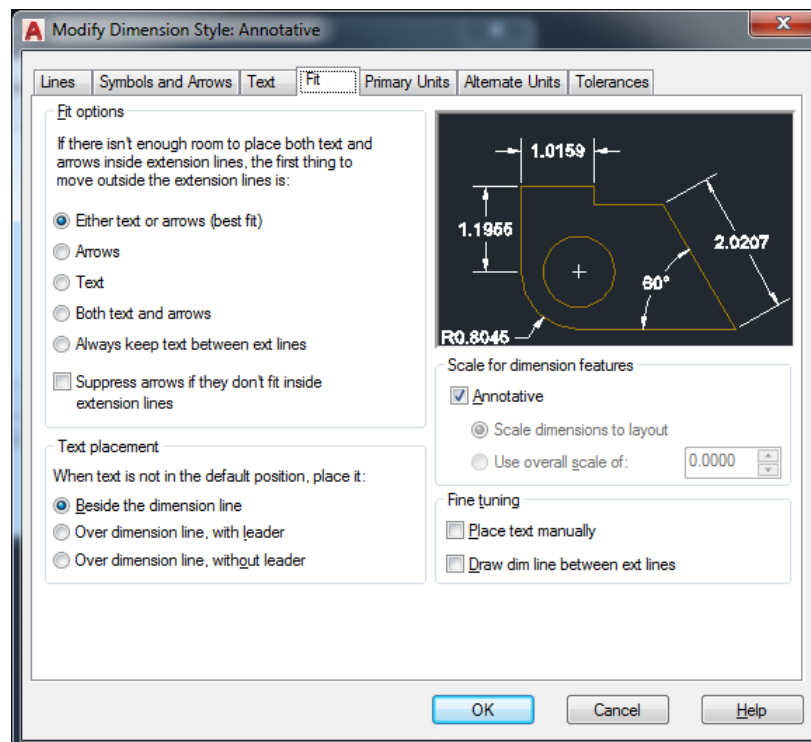 Modify Dimension Style: Annotative
Lines
Symbols and Arrows
Text
Fit
Primary Units
Alternate Units
Tolerances
Fit options
If there isn't enough room to place both text and
arrows inside extension lines, the first thing to
move outside the extension lines is:
Either text or arrows (best fit)
Arrows
Text
Both text and arrows
Always keep text between ext lines
Suppress arrows if they don't fit inside
extension lines
Text placement
When text is not in the default position, place it:
Beside the dimension line
Over dimension line, with leader
Over dimension line, without leader
1.0159
1.1955
2.0207
60°
R0.8045
Scale for dimension features
Annotative
Scale dimensions to layout
Use overall scale of:
0.0000
Fine tuning
Place text manually
Draw dim line between ext lines
OK
Cancel
Help